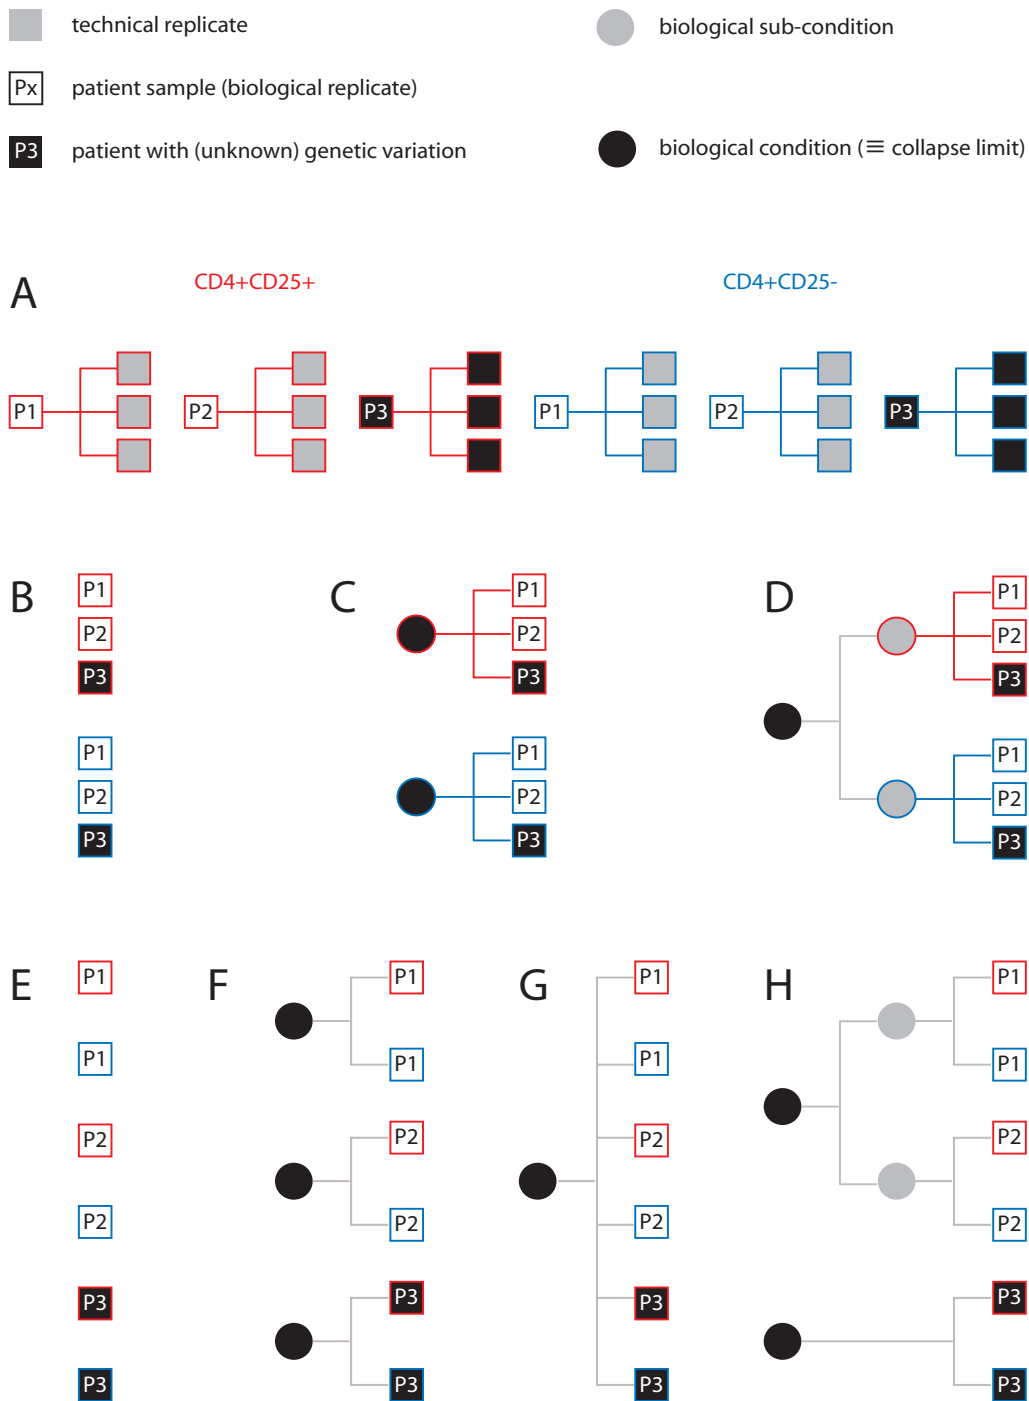 technical replicate
biological sub-condition
Px
patient sample (biological replicate)
P3
patient with (unknown) genetic variation
biological condition (≡ collapse limit)
A
CD4+CD25+
CD4+CD25-
P1
P2
P3
P1
P2
P3
B
P1
P2
P3
P1
P2
P3
C
P1
P2
P3
P1
P2
P3
D
P1
P2
P3
P1
P2
P3
E
P1
P1
P2
P2
P3
P3
F
P1
P1
P2
P2
P3
P3
G
P1
P1
P2
P2
P3
P3
H
P1
P1
P2
P2
P3
P3